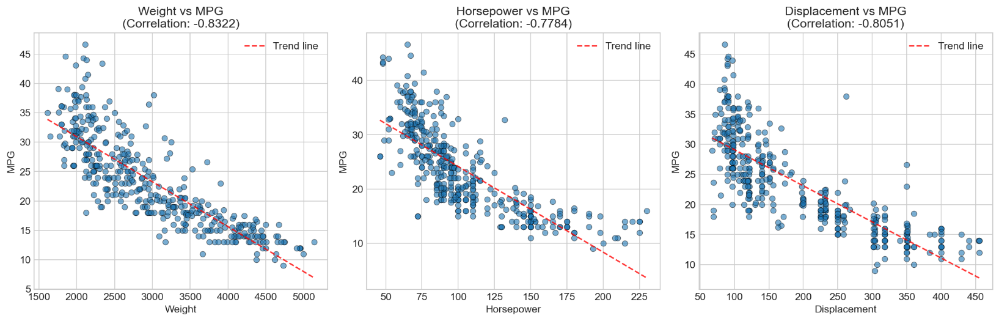 Weight vs MPG
(Correlation: -0.8322)
Trend line
MPG
45
40
35
30
25
20
15
10
5
1500 2000 2500 3000 3500 4000 4500 5000
Weight
Horsepower vs MPG
(Correlation: -0.7784)
Trend line
MPG
40
30
20
10
50 75 100 125 150 175 200 225
Horsepower
Displacement vs MPG
(Correlation: -0.8051)
Trend line
MPG
45
40
35
30
25
20
15
10
50 100 150 200 250 300 350 400 450
Displacement